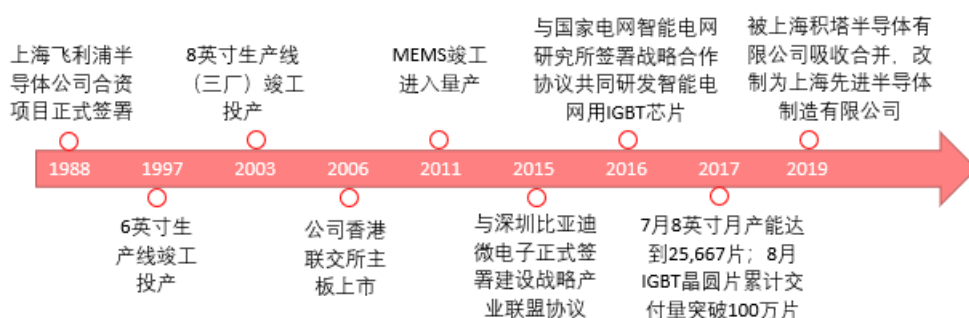 上海飞利浦半
导体公司合资
项目正式签署
8英寸生产线
（三厂）竣工
投产
MEMS竣工
进入量产
与国家电网智能电网
研究所签署战略合作
协议共同研发智能电
网用IGBT芯片
被上海积塔半导体有
限公司吸收合并，改
制为上海先进半导体
制造有限公司
1988 1997 2003 2006 2011 2015 2016 2017 2019
6英寸生
产线竣工
投产
公司香港
联交所主
板上市
与深圳比亚迪
微电子正式签
署建设战略产
业联盟协议
7月8英寸月产能达
到25,667片；8月
IGBT晶圆片累计交
付量突破100万片